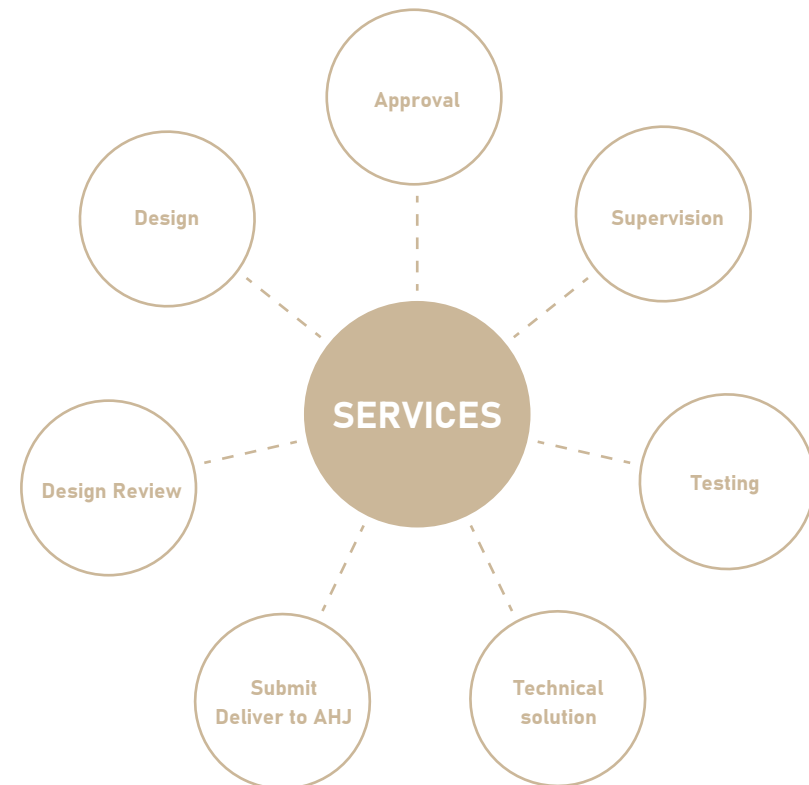 Approval
Design
Supervision
SERVICES
Design Review
Testing
Submit
Deliver to AHJ
Technical
solution